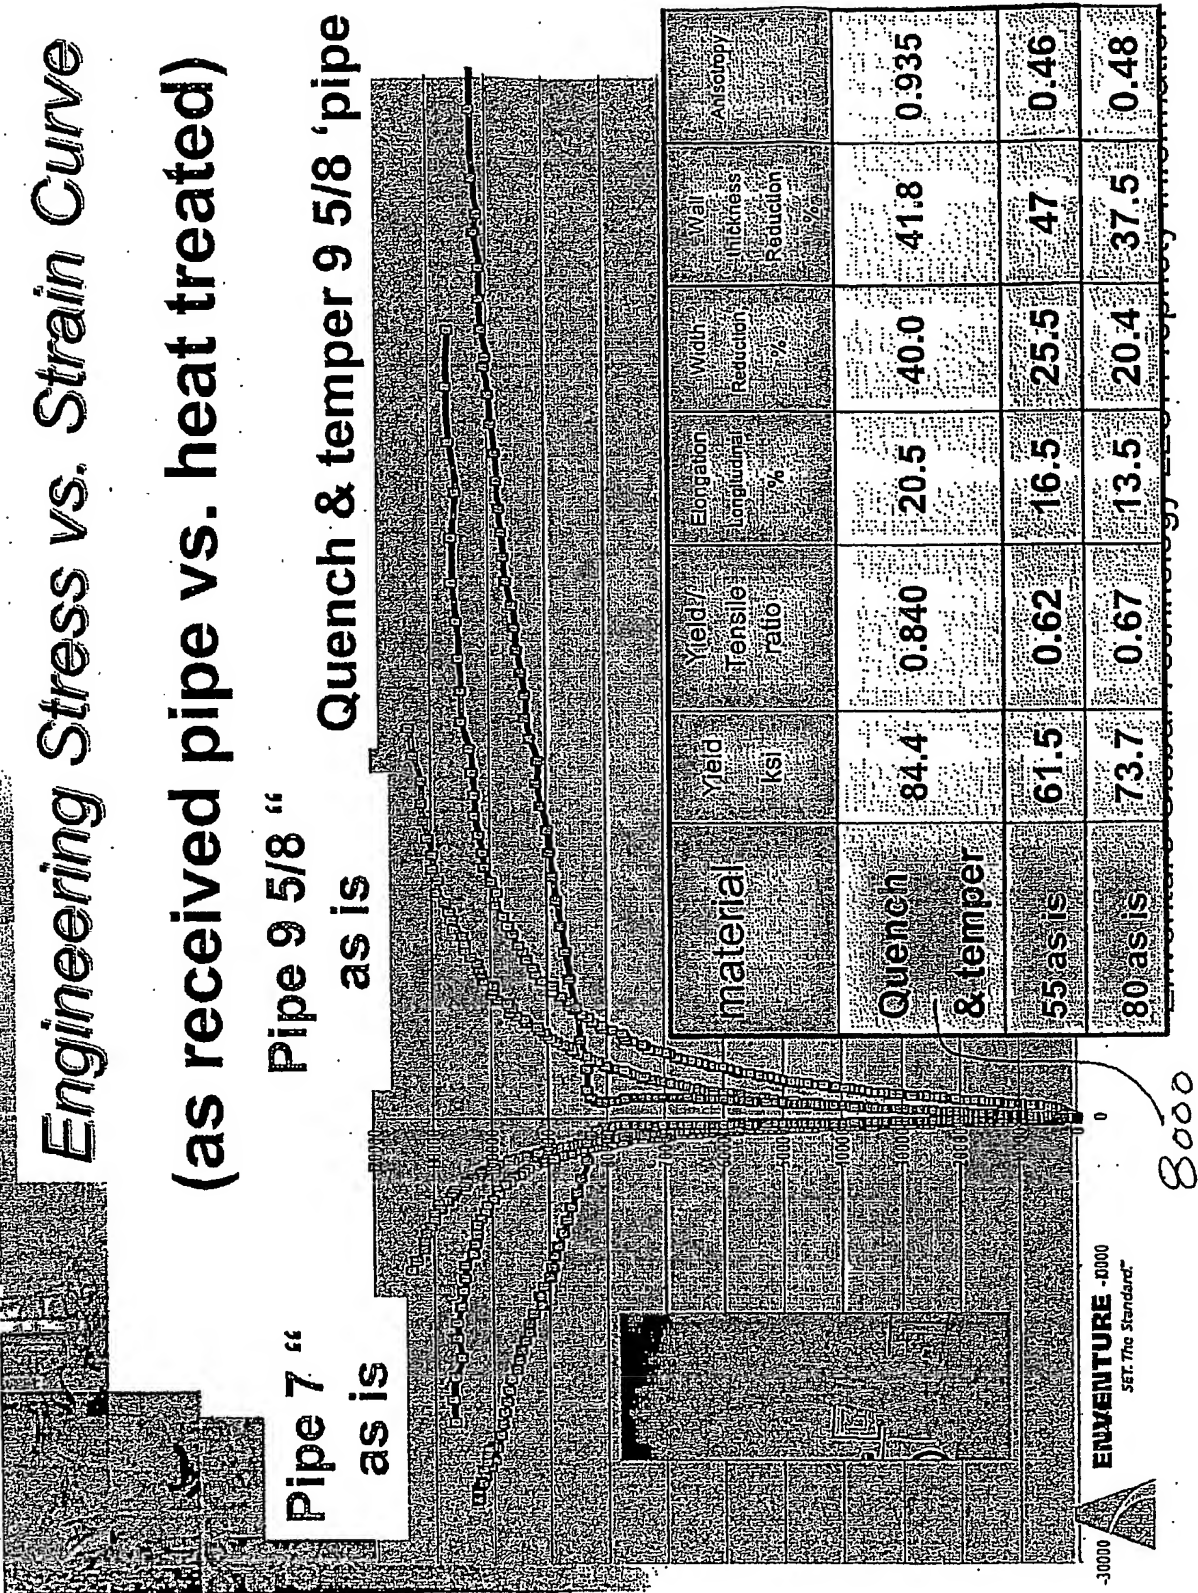 Engineering Stress vs. Strain Curve
(as received pipe vs. heat treated)
Pipe 7 “
as is
Pipe 9 5/8 “
as is
Quench & temper 9 5/8 ‘pipe
material
Yield
ksi
Yield /
Tensile
ratio
Elongation
Longitudinal
%
Width
Reduction
%
Wall
thickness
Reduction
%
Anisotropy
Quench
& temper
84.4
0.840
20.5
40.0
41.8
0.935
55 as is
61.5
0.62
16.5
25.5
47
0.46
80 as is
73.7
0.67
13.5
20.4
37.5
0.48
0
8000
-10000
ENVENTURE
SET. The Standard.™